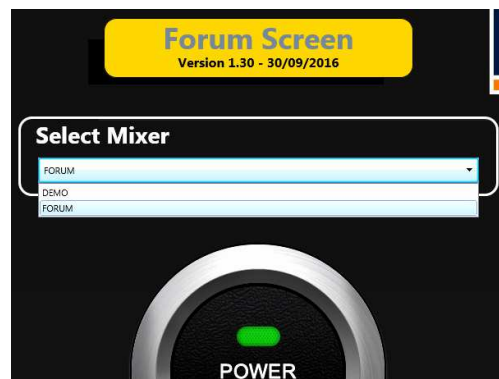 Forum Screen
Version 1.30 - 30/09/2016
Select Mixer
FORUM
DEMO
FORUM
POWER